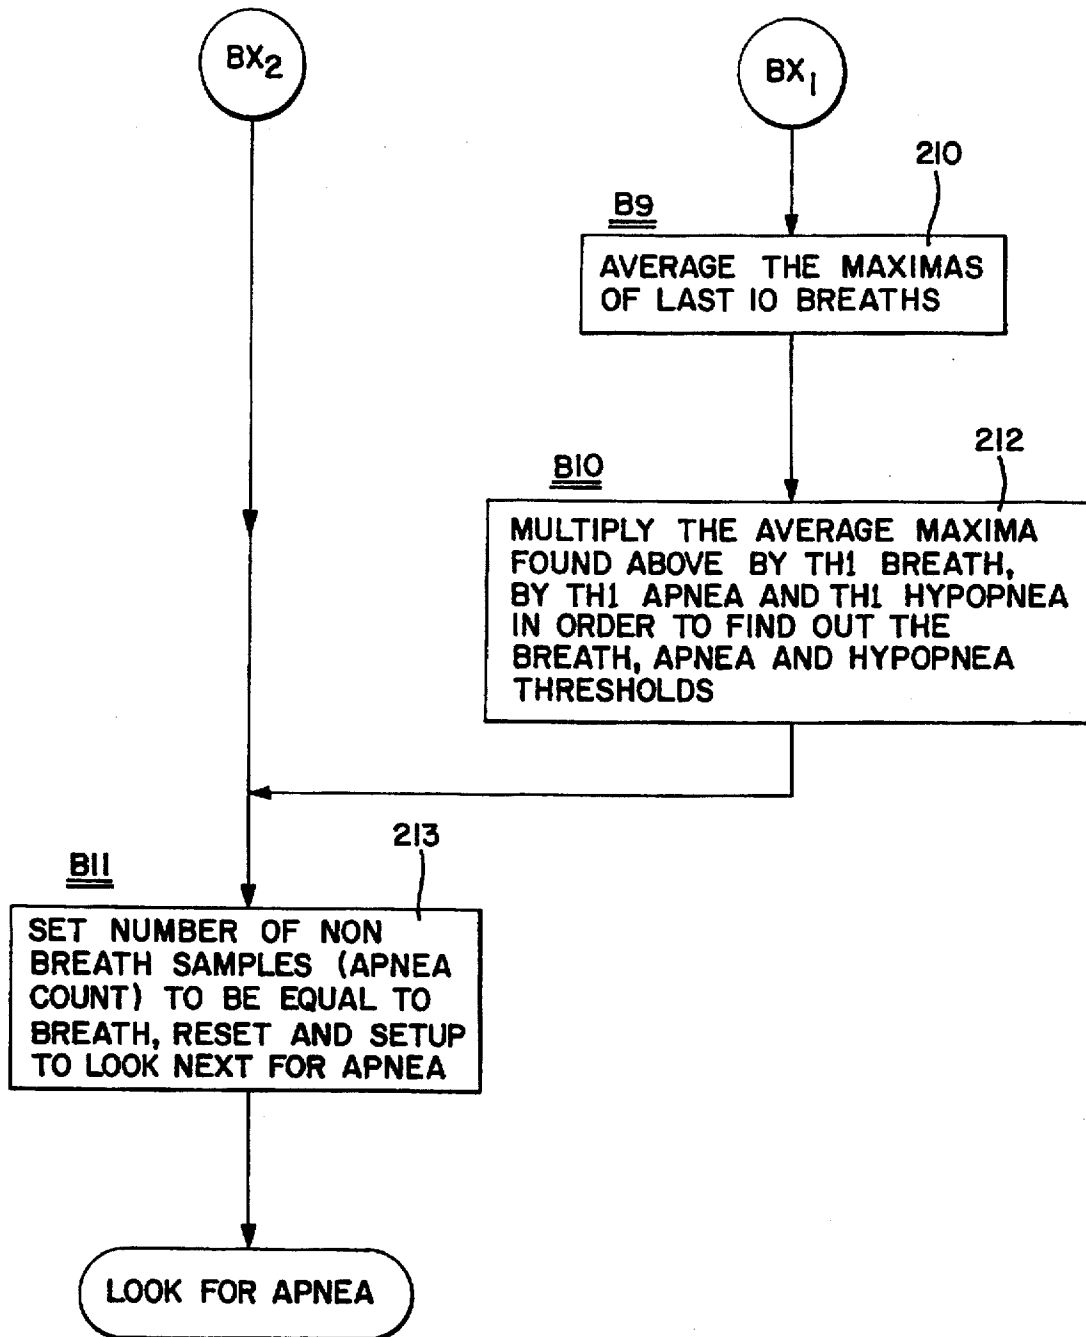 BX2
BX1
210
B9
AVERAGE THE MAXIMAS
OF LAST 10 BREATHS
212
B10
MULTIPLY THE AVERAGE MAXIMA
FOUND ABOVE BY TH1 BREATH,
BY TH1 APNEA AND TH1 HYPOPNEA
IN ORDER TO FIND OUT THE
BREATH, APNEA AND HYPOPNEA
THRESHOLDS
213
B11
SET NUMBER OF NON
BREATH SAMPLES (APNEA
COUNT) TO BE EQUAL TO
BREATH, RESET AND SETUP
TO LOOK NEXT FOR APNEA
LOOK FOR APNEA